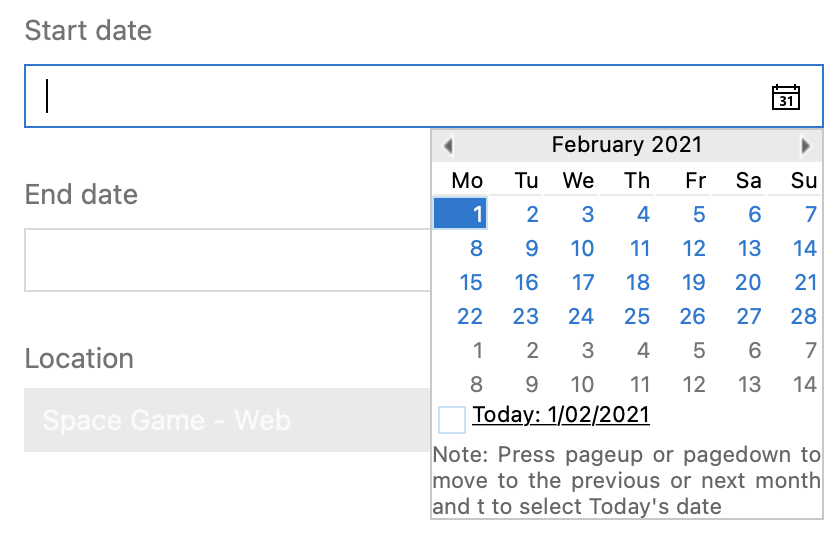 Start date
31
February 2021
Mo Tu We Th Fr Sa Su
End date
1 2 3 4 5 6 7
8 9 10 11 12 13 14
15 16 17 18 19 20 21
22 23 24 25 26 27 28
Location
1 2 3 4 5 6 7
8 9 10 11 12 13 14
Space Game - Web
Today: 1/02/2021
Note: Press pageup or pagedown to
move to the previous or next month
and t to select Today's date